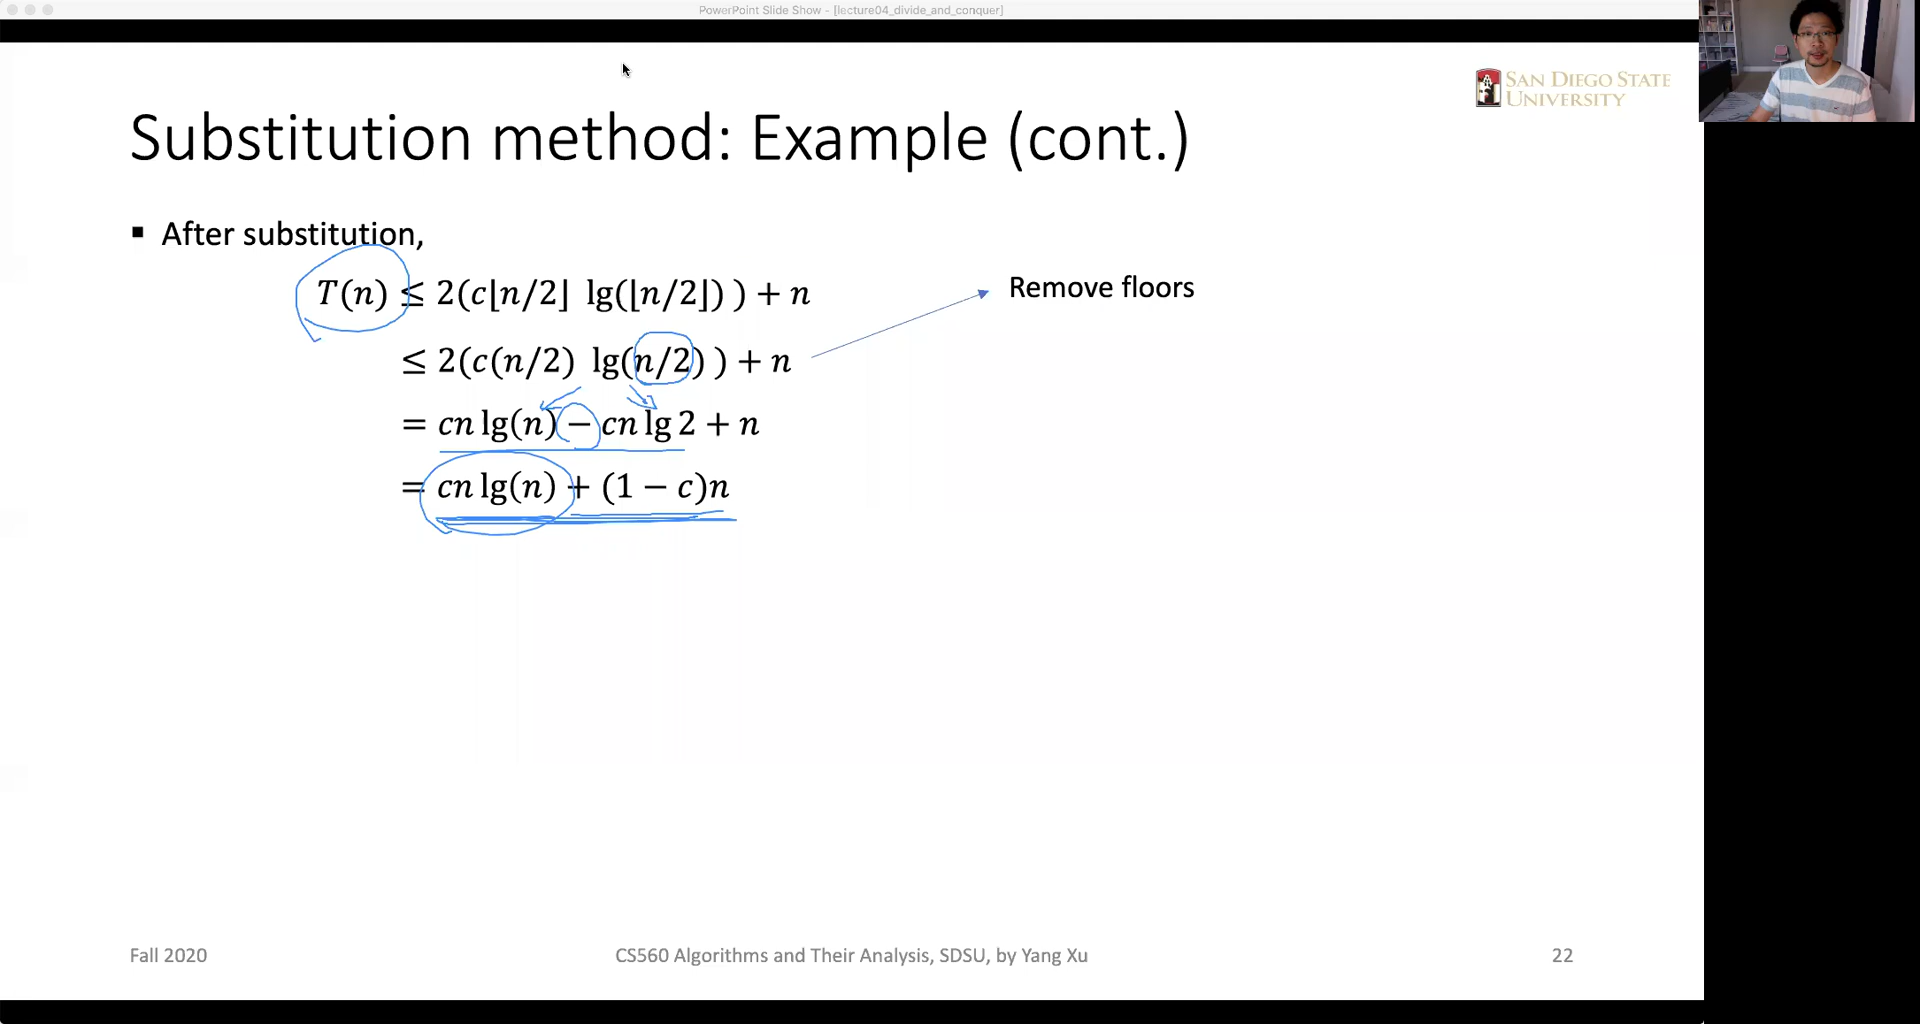 PowerPoint Slide Show - [lecture04_divide_and_conquer]
SAN DIEGO STATE
UNIVERSITY
Substitution method: Example (cont.)
▪ After substitution,
T(n) ≤ 2(c⌊n/2⌋ lg(⌊n/2⌋) ) + n
Remove floors
≤ 2(c(n/2) lg(n/2) ) + n
= cn lg(n) − cn lg 2 + n
= cn lg(n) + (1 − c)n
Fall 2020
CS560 Algorithms and Their Analysis, SDSU, by Yang Xu
22